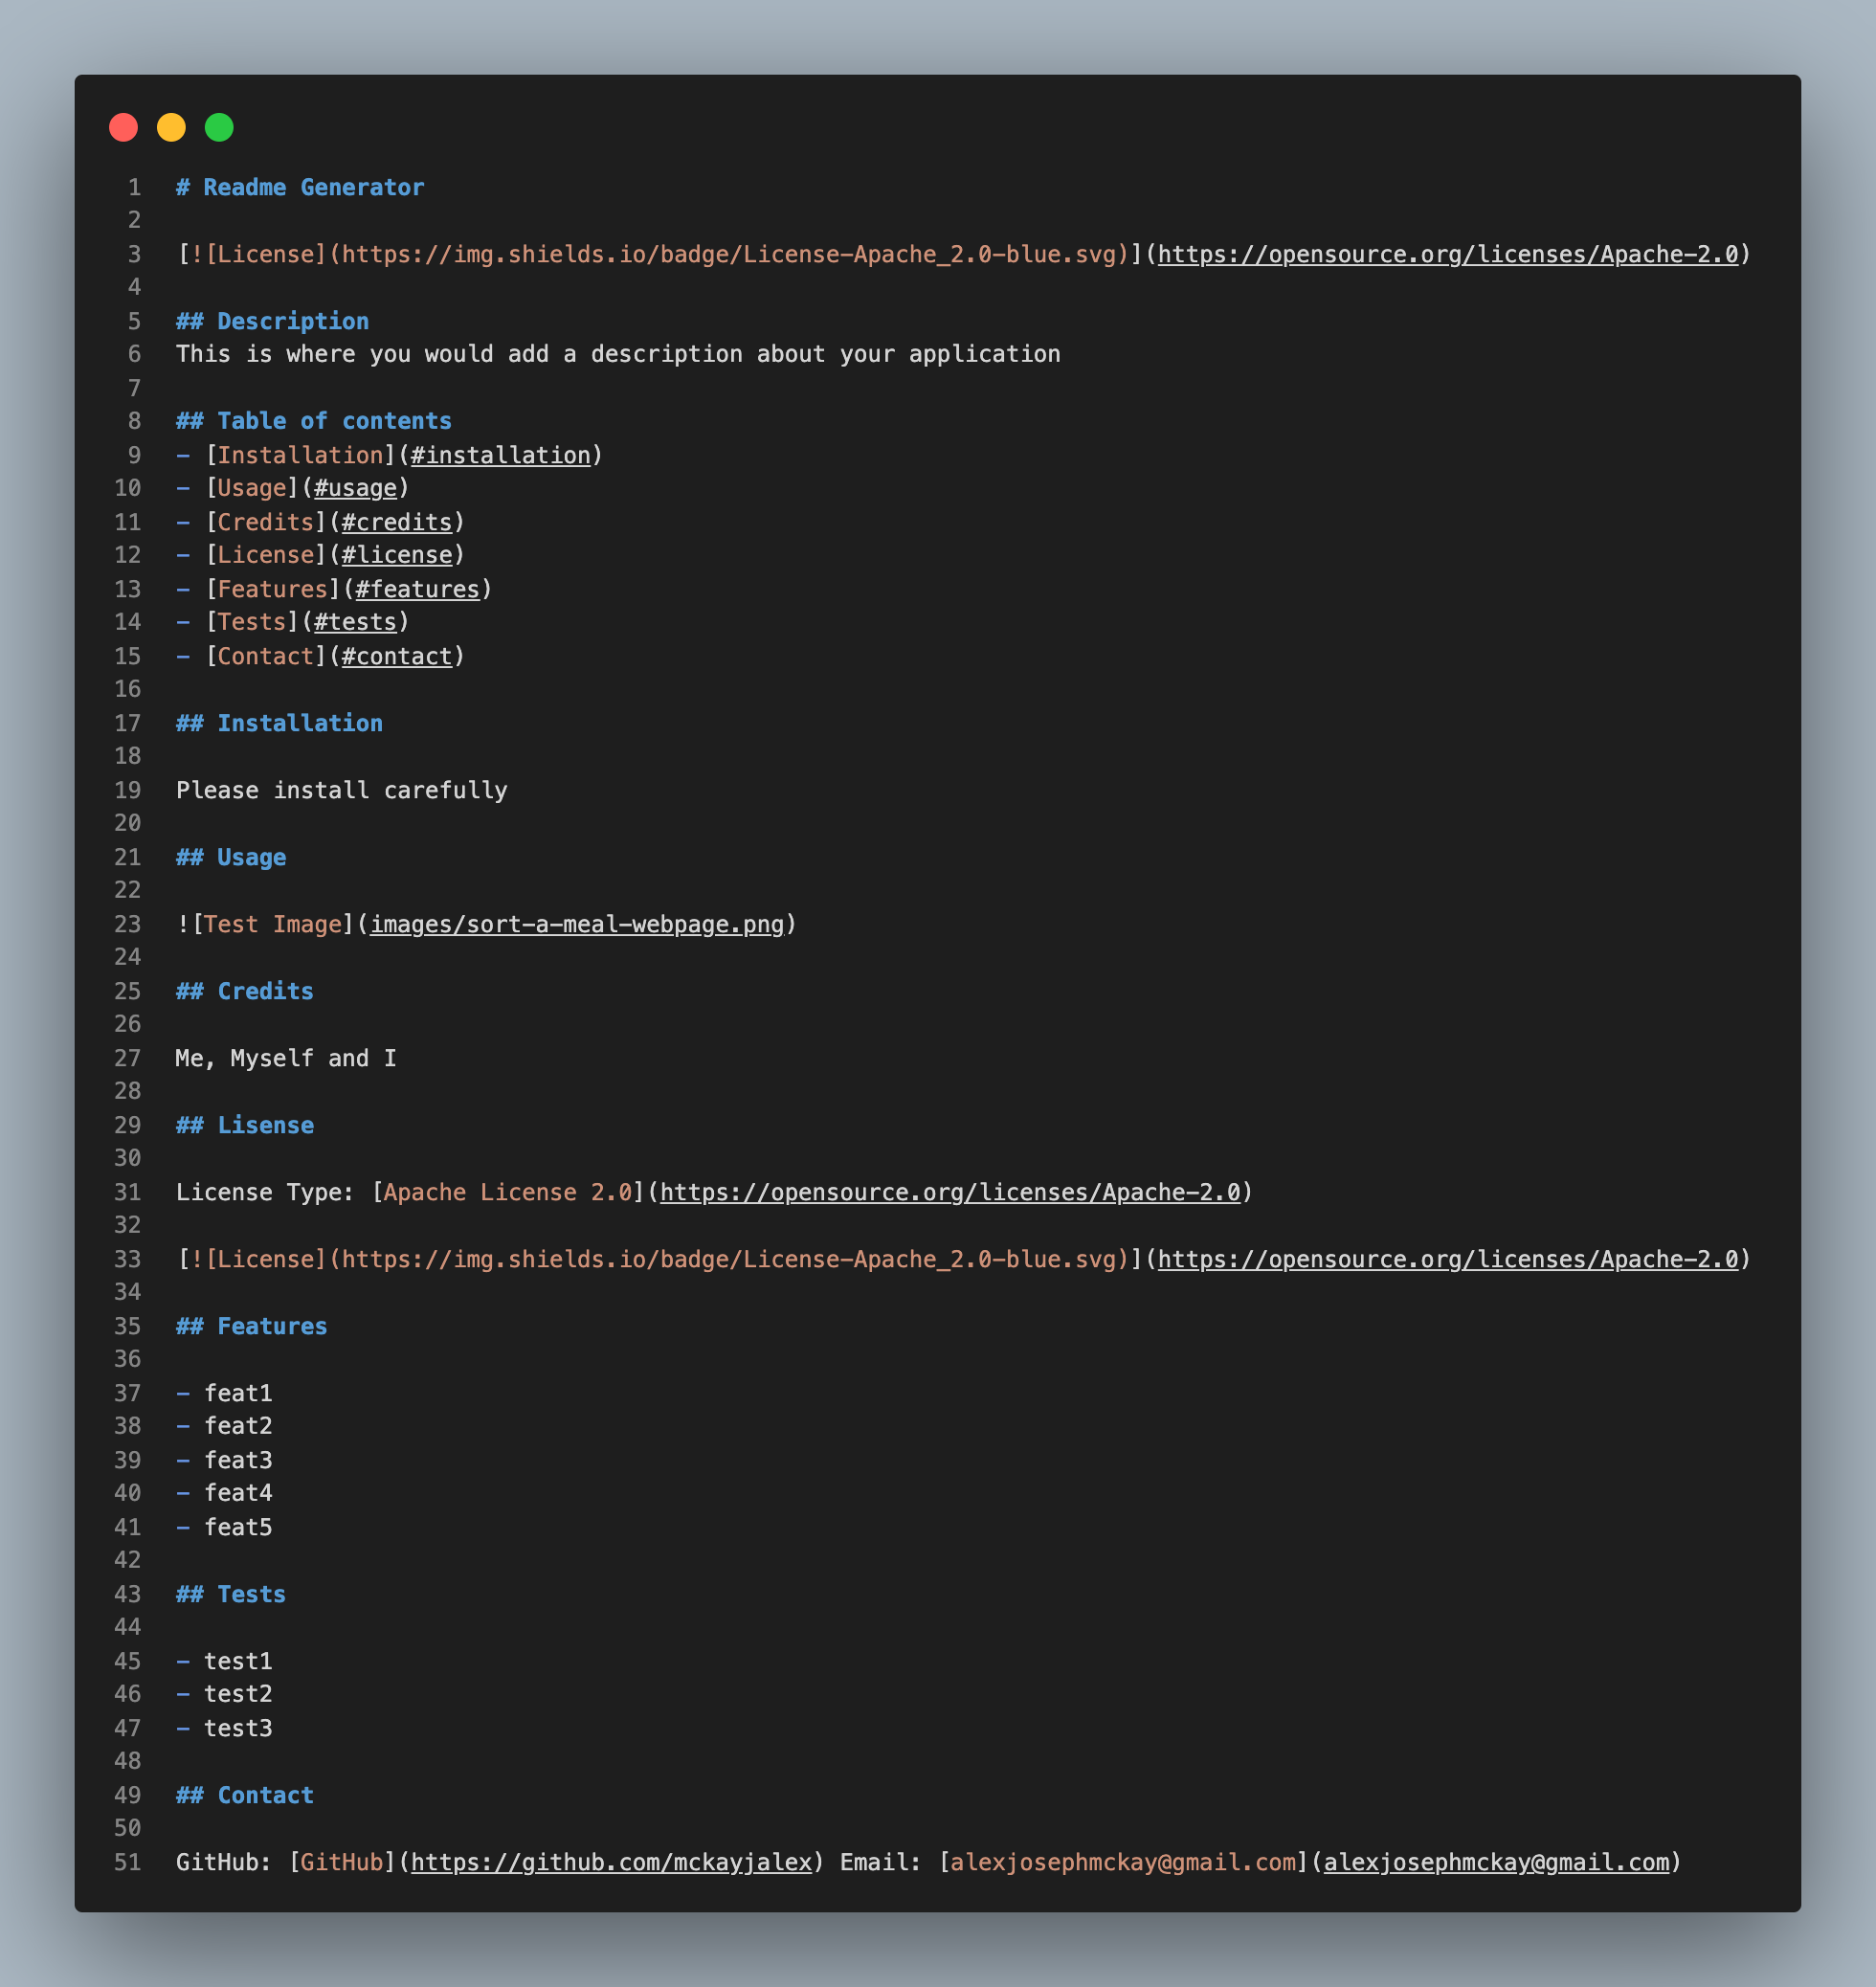 1 # Readme Generator
2
3 [![License](https://img.shields.io/badge/License-Apache_2.0-blue.svg)](https://opensource.org/licenses/Apache-2.0)
4
5 ## Description
6 This is where you would add a description about your application
7
8 ## Table of contents
9 - [Installation](#installation)
10 - [Usage](#usage)
11 - [Credits](#credits)
12 - [License](#license)
13 - [Features](#features)
14 - [Tests](#tests)
15 - [Contact](#contact)
16
17 ## Installation
18
19 Please install carefully
20
21 ## Usage
22
23 ![Test Image](images/sort-a-meal-webpage.png)
24
25 ## Credits
26
27 Me, Myself and I
28
29 ## Lisense
30
31 License Type: [Apache License 2.0](https://opensource.org/licenses/Apache-2.0)
32
33 [![License](https://img.shields.io/badge/License-Apache_2.0-blue.svg)](https://opensource.org/licenses/Apache-2.0)
34
35 ## Features
36
37 - feat1
38 - feat2
39 - feat3
40 - feat4
41 - feat5
42
43 ## Tests
44
45 - test1
46 - test2
47 - test3
48
49 ## Contact
50
51 GitHub: [GitHub](https://github.com/mckayjalex) Email: [alexjosephmckay@gmail.com](alexjosephmckay@gmail.com)